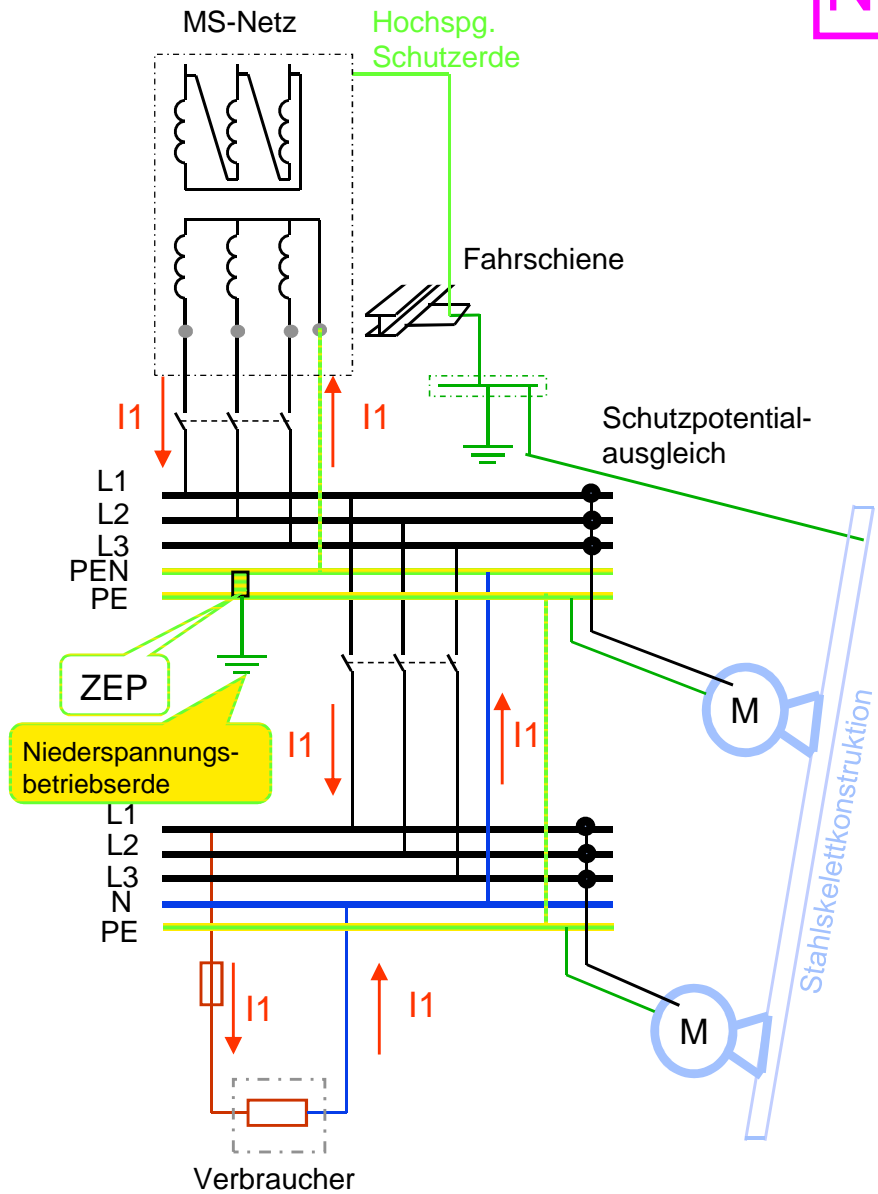 MS-Netz
Hochspg.
Schutzerde
Fahrschiene
I1
I1
Schutzpotential-
ausgleich
L1
L2
L3
PEN
PE
ZEP
M
Niederspannungs-
betriebserde
I1
I1
L1
L2
L3
N
PE
Stahlskelettkonstruktion
I1
I1
M
Verbraucher